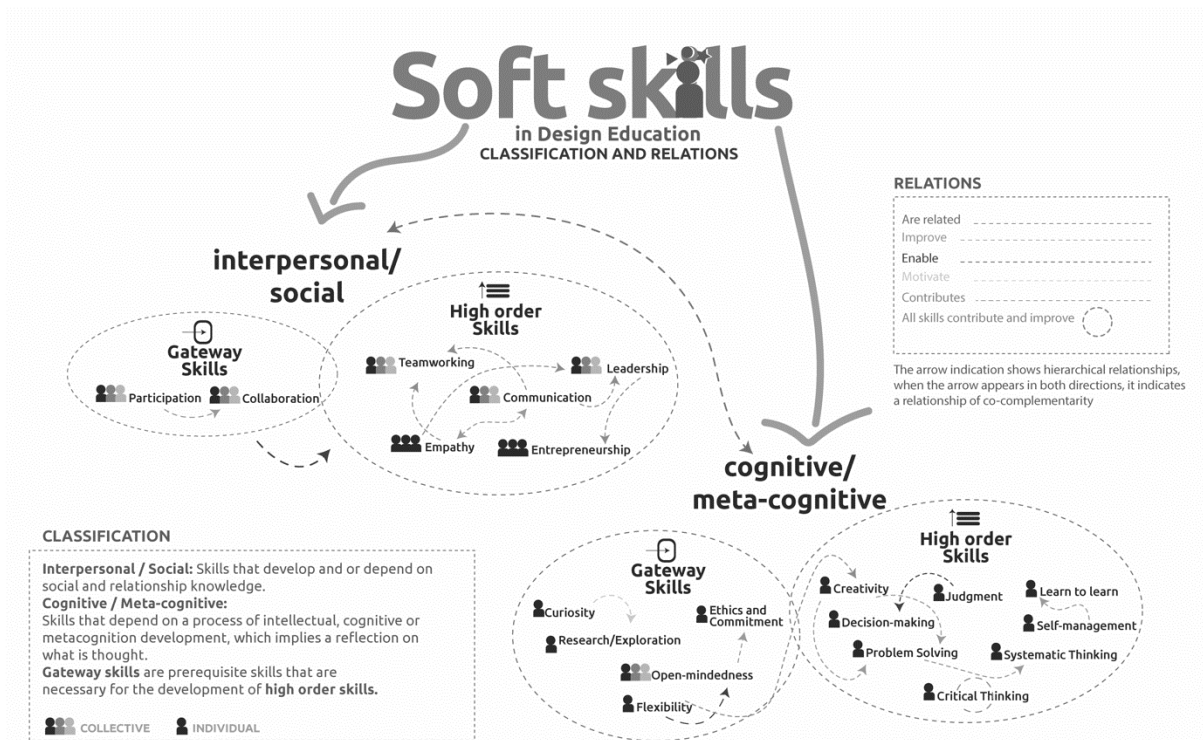 Soft skills
in Design Education
CLASSIFICATION AND RELATIONS
interpersonal/
social
Gateway
Skills
Participation
Collaboration
High order
Skills
Teamworking
Leadership
Communication
Empathy
Entrepreneurship
RELATIONS
Are related
Improve
Enable
Motivate
Contributes
All skills contribute and improve
The arrow indication shows hierarchical relationships,
when the arrow appears in both directions, it indicates
a relationship of co-complementarity
cognitive/
meta-cognitive
Gateway
Skills
Curiosity
Ethics and
Commitment
Research/Exploration
Open-mindedness
Flexibility
High order
Skills
Creativity
Judgment
Learn to learn
Decision-making
Self-management
Problem Solving
Systematic Thinking
Critical Thinking
CLASSIFICATION
Interpersonal / Social: Skills that develop and or depend on
social and relationship knowledge.
Cognitive / Meta-cognitive:
Skills that depend on a process of intellectual, cognitive or
metacognition development, which implies a reflection on
what is thought.
Gateway skills are prerequisite skills that are
necessary for the development of high order skills.
COLLECTIVE
INDIVIDUAL